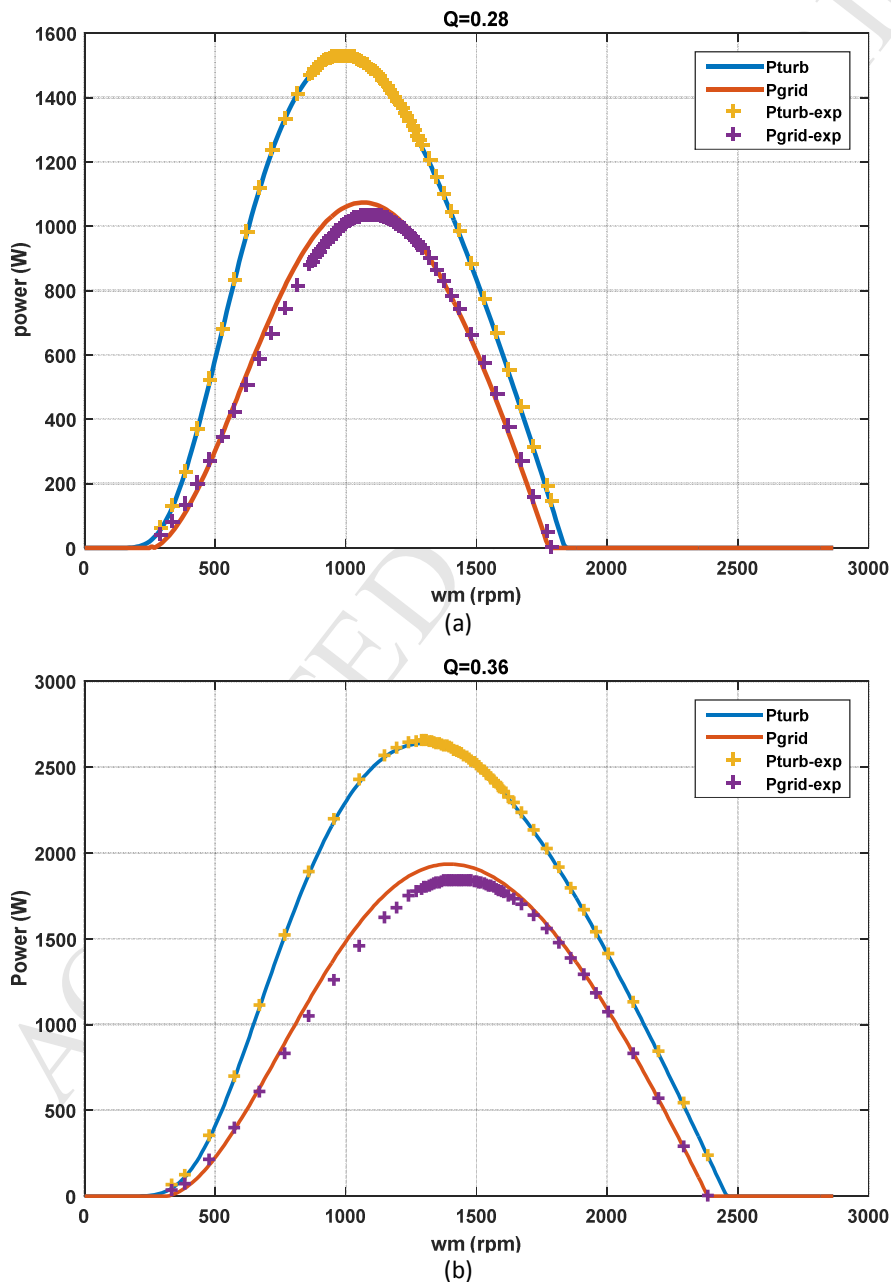 Q=0.28
1600
1400
1200
1000
800
600
400
200
0
power (W)
Pturb
Pgrid
Pturb-exp
Pgrid-exp
0 500 1000 1500 2000 2500 3000
wm (rpm)
(a)
Q=0.36
3000
2500
2000
1500
1000
500
0
Power (W)
Pturb
Pgrid
Pturb-exp
Pgrid-exp
0 500 1000 1500 2000 2500 3000
wm (rpm)
(b)